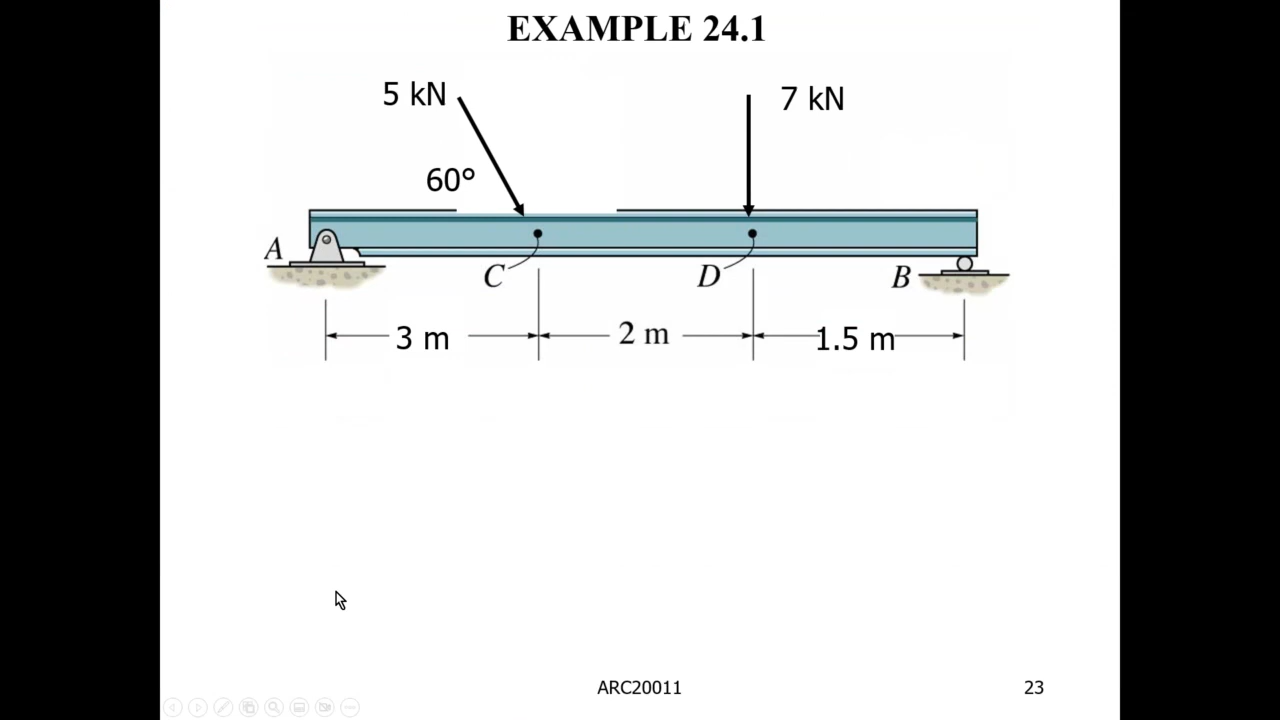 EXAMPLE 24.1
5 kN
7 kN
60°
A
C
D
B
3 m
2 m
1.5 m
ARC20011
23